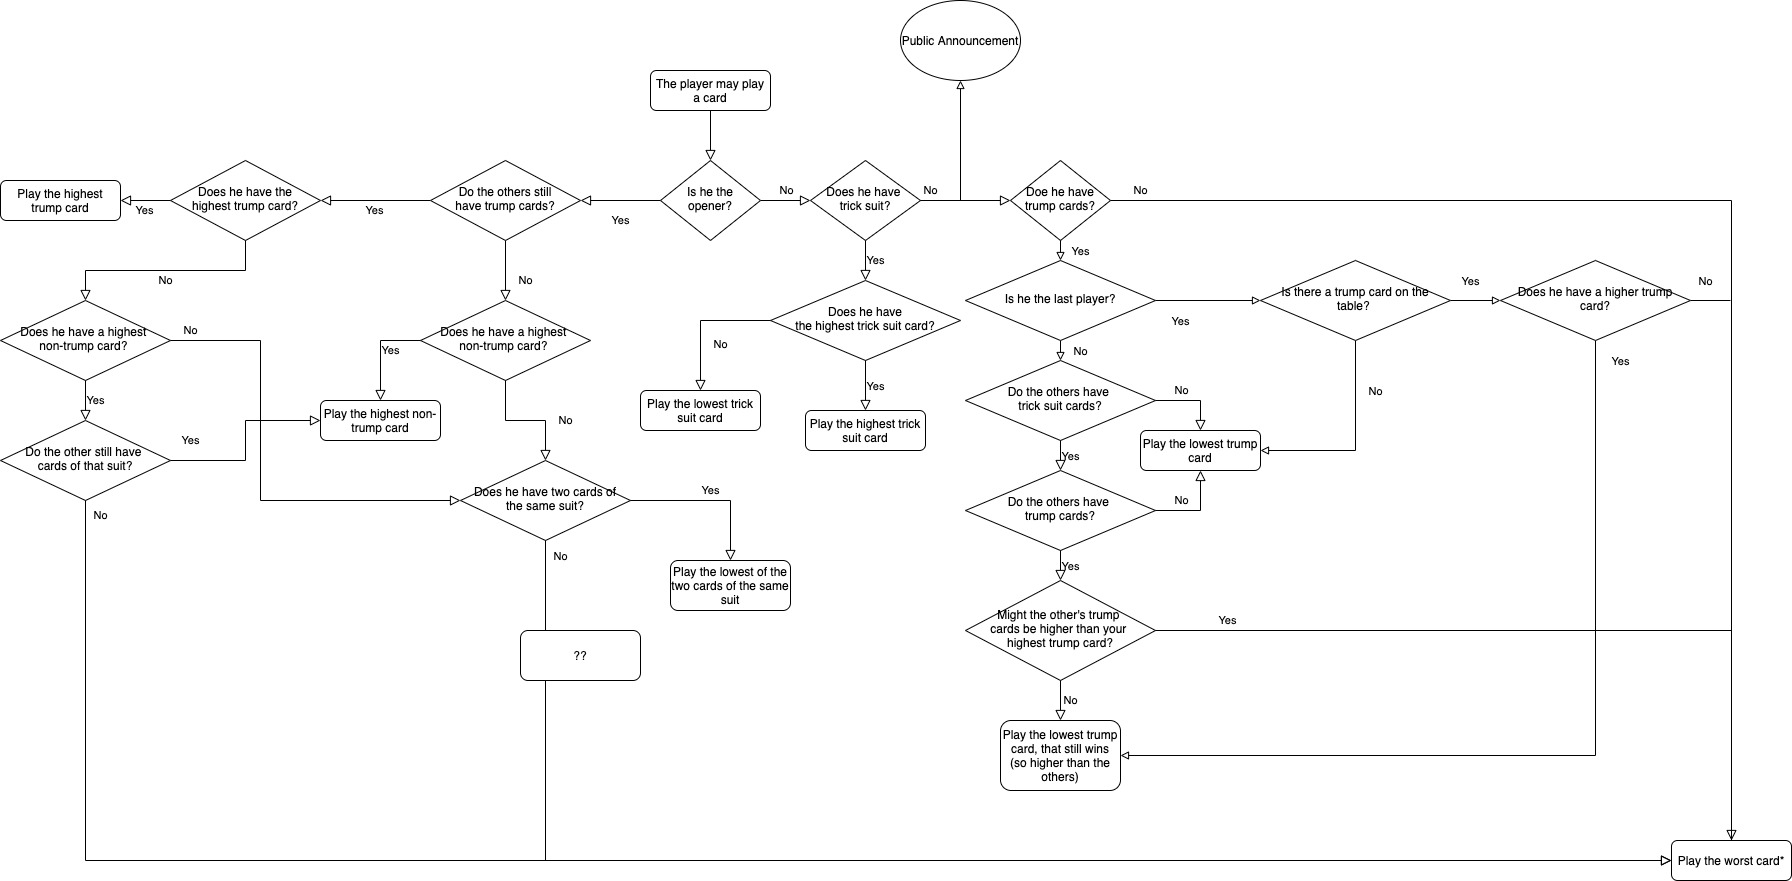 Public Announcement
The player may play
a card
Play the highest
trump card
Yes
Does he have the
highest trump card?
Yes
Do the others still
have trump cards?
Yes
Is he the
opener?
No
Does he have
trick suit?
No
Doe he have
trump cards?
No
No
No
Yes
Yes
Does he have a highest
non-trump card?
No
Does he have a highest
non-trump card?
Yes
Does he have
the highest trick suit card?
No
Is he the last player?
Yes
Is there a trump card on the
table?
Yes
Does he have a higher trump
card?
No
Yes
Play the highest non-
trump card
No
Yes
Play the lowest trick
suit card
Yes
Play the highest trick
suit card
No
Do the others have
trick suit cards?
No
No
Yes
Play the lowest trump
card
Do the other still have
cards of that suit?
Yes
No
Does he have two cards of
the same suit?
Yes
No
Play the lowest of the
two cards of the same
suit
??
Yes
Do the others have
trump cards?
No
Yes
Might the other's trump
cards be higher than your
highest trump card?
Yes
No
Play the lowest trump
card, that still wins
(so higher than the
others)
Play the worst card*